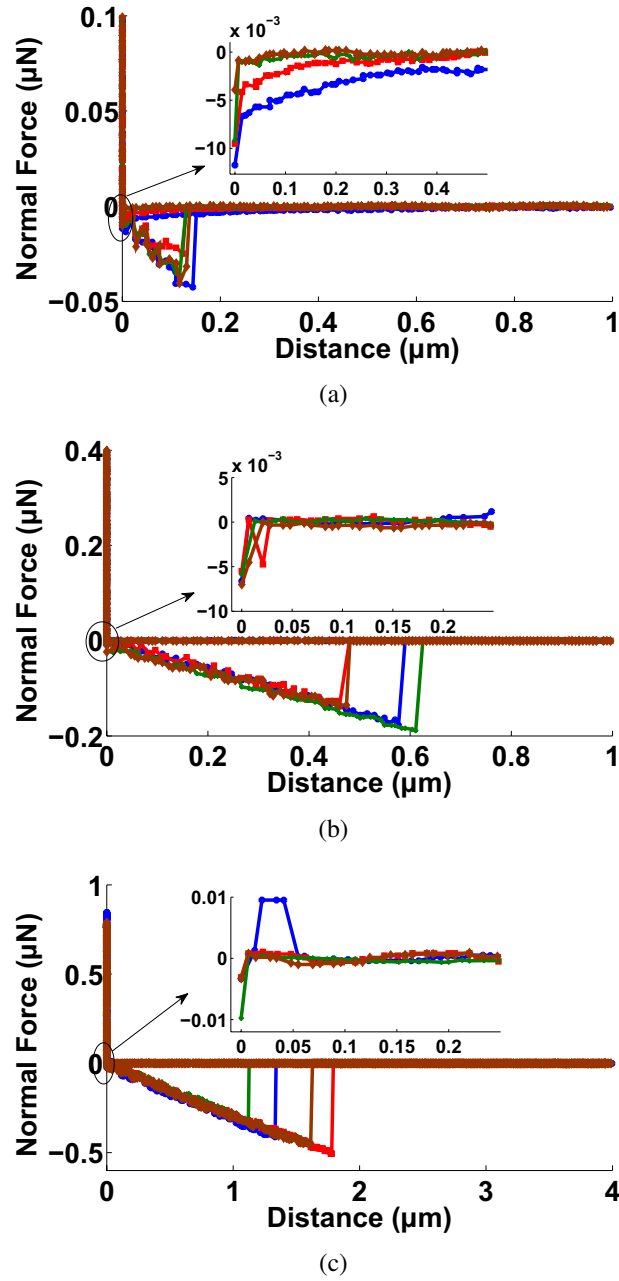 0.1
x 10⁻³
0
−5
−10
0 0.1 0.2 0.3 0.4
0.05
0
−0.05
Normal Force (µN)
0 0.2 0.4 0.6 0.8 1
Distance (µm)
(a)
0.4
x 10⁻³
5
0
−5
−10
0 0.05 0.1 0.15 0.2
0.2
0
−0.2
Normal Force (µN)
0 0.2 0.4 0.6 0.8 1
Distance (µm)
(b)
1
0.01
0
−0.01
0 0.05 0.1 0.15 0.2
0.5
0
−0.5
Normal Force (µN)
0 1 2 3 4
Distance (µm)
(c)